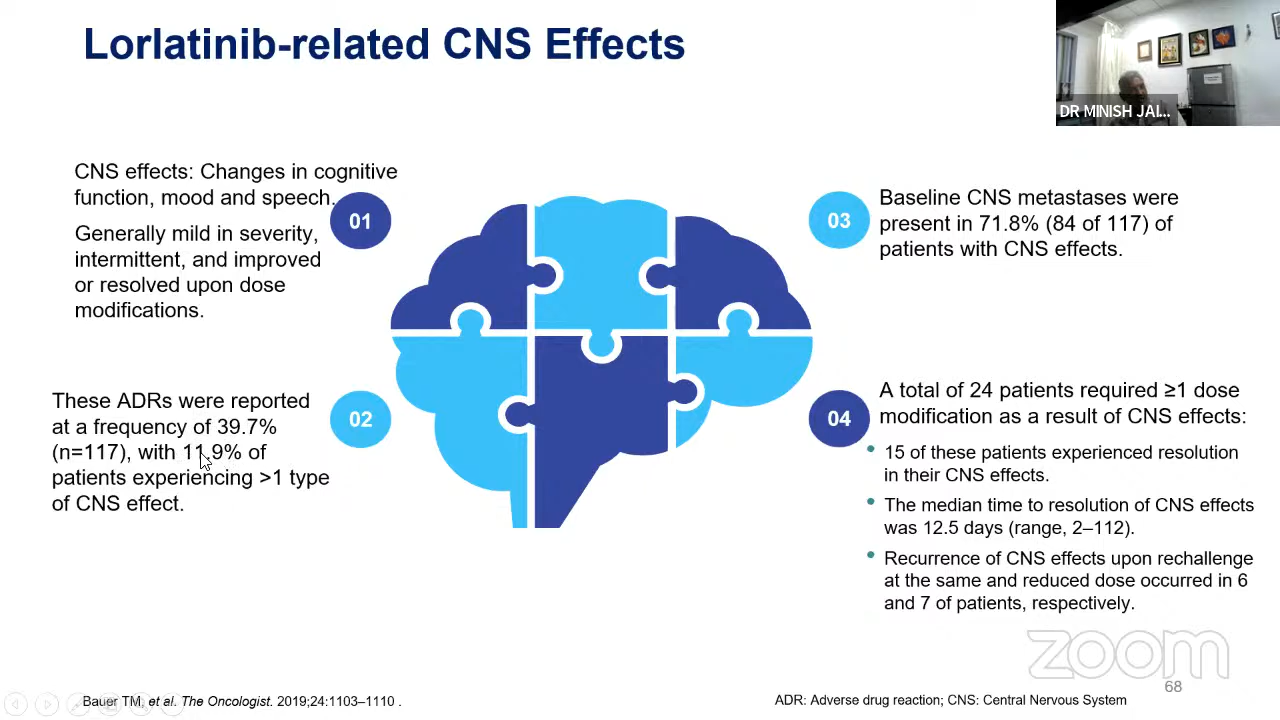 Lorlatinib-related CNS Effects
DR MINISH JAI...
CNS effects: Changes in cognitive
function, mood and speech.
Generally mild in severity,
intermittent, and improved
or resolved upon dose
modifications.
01
These ADRs were reported
at a frequency of 39.7%
(n=117), with 11.9% of
patients experiencing >1 type
of CNS effect.
02
03
Baseline CNS metastases were
present in 71.8% (84 of 117) of
patients with CNS effects.
04
A total of 24 patients required ≥1 dose
modification as a result of CNS effects:
• 15 of these patients experienced resolution
in their CNS effects.
• The median time to resolution of CNS effects
was 12.5 days (range, 2–112).
• Recurrence of CNS effects upon rechallenge
at the same and reduced dose occurred in 6
and 7 of patients, respectively.
zoom
68
Bauer TM, et al. The Oncologist. 2019;24:1103–1110 .
ADR: Adverse drug reaction; CNS: Central Nervous System